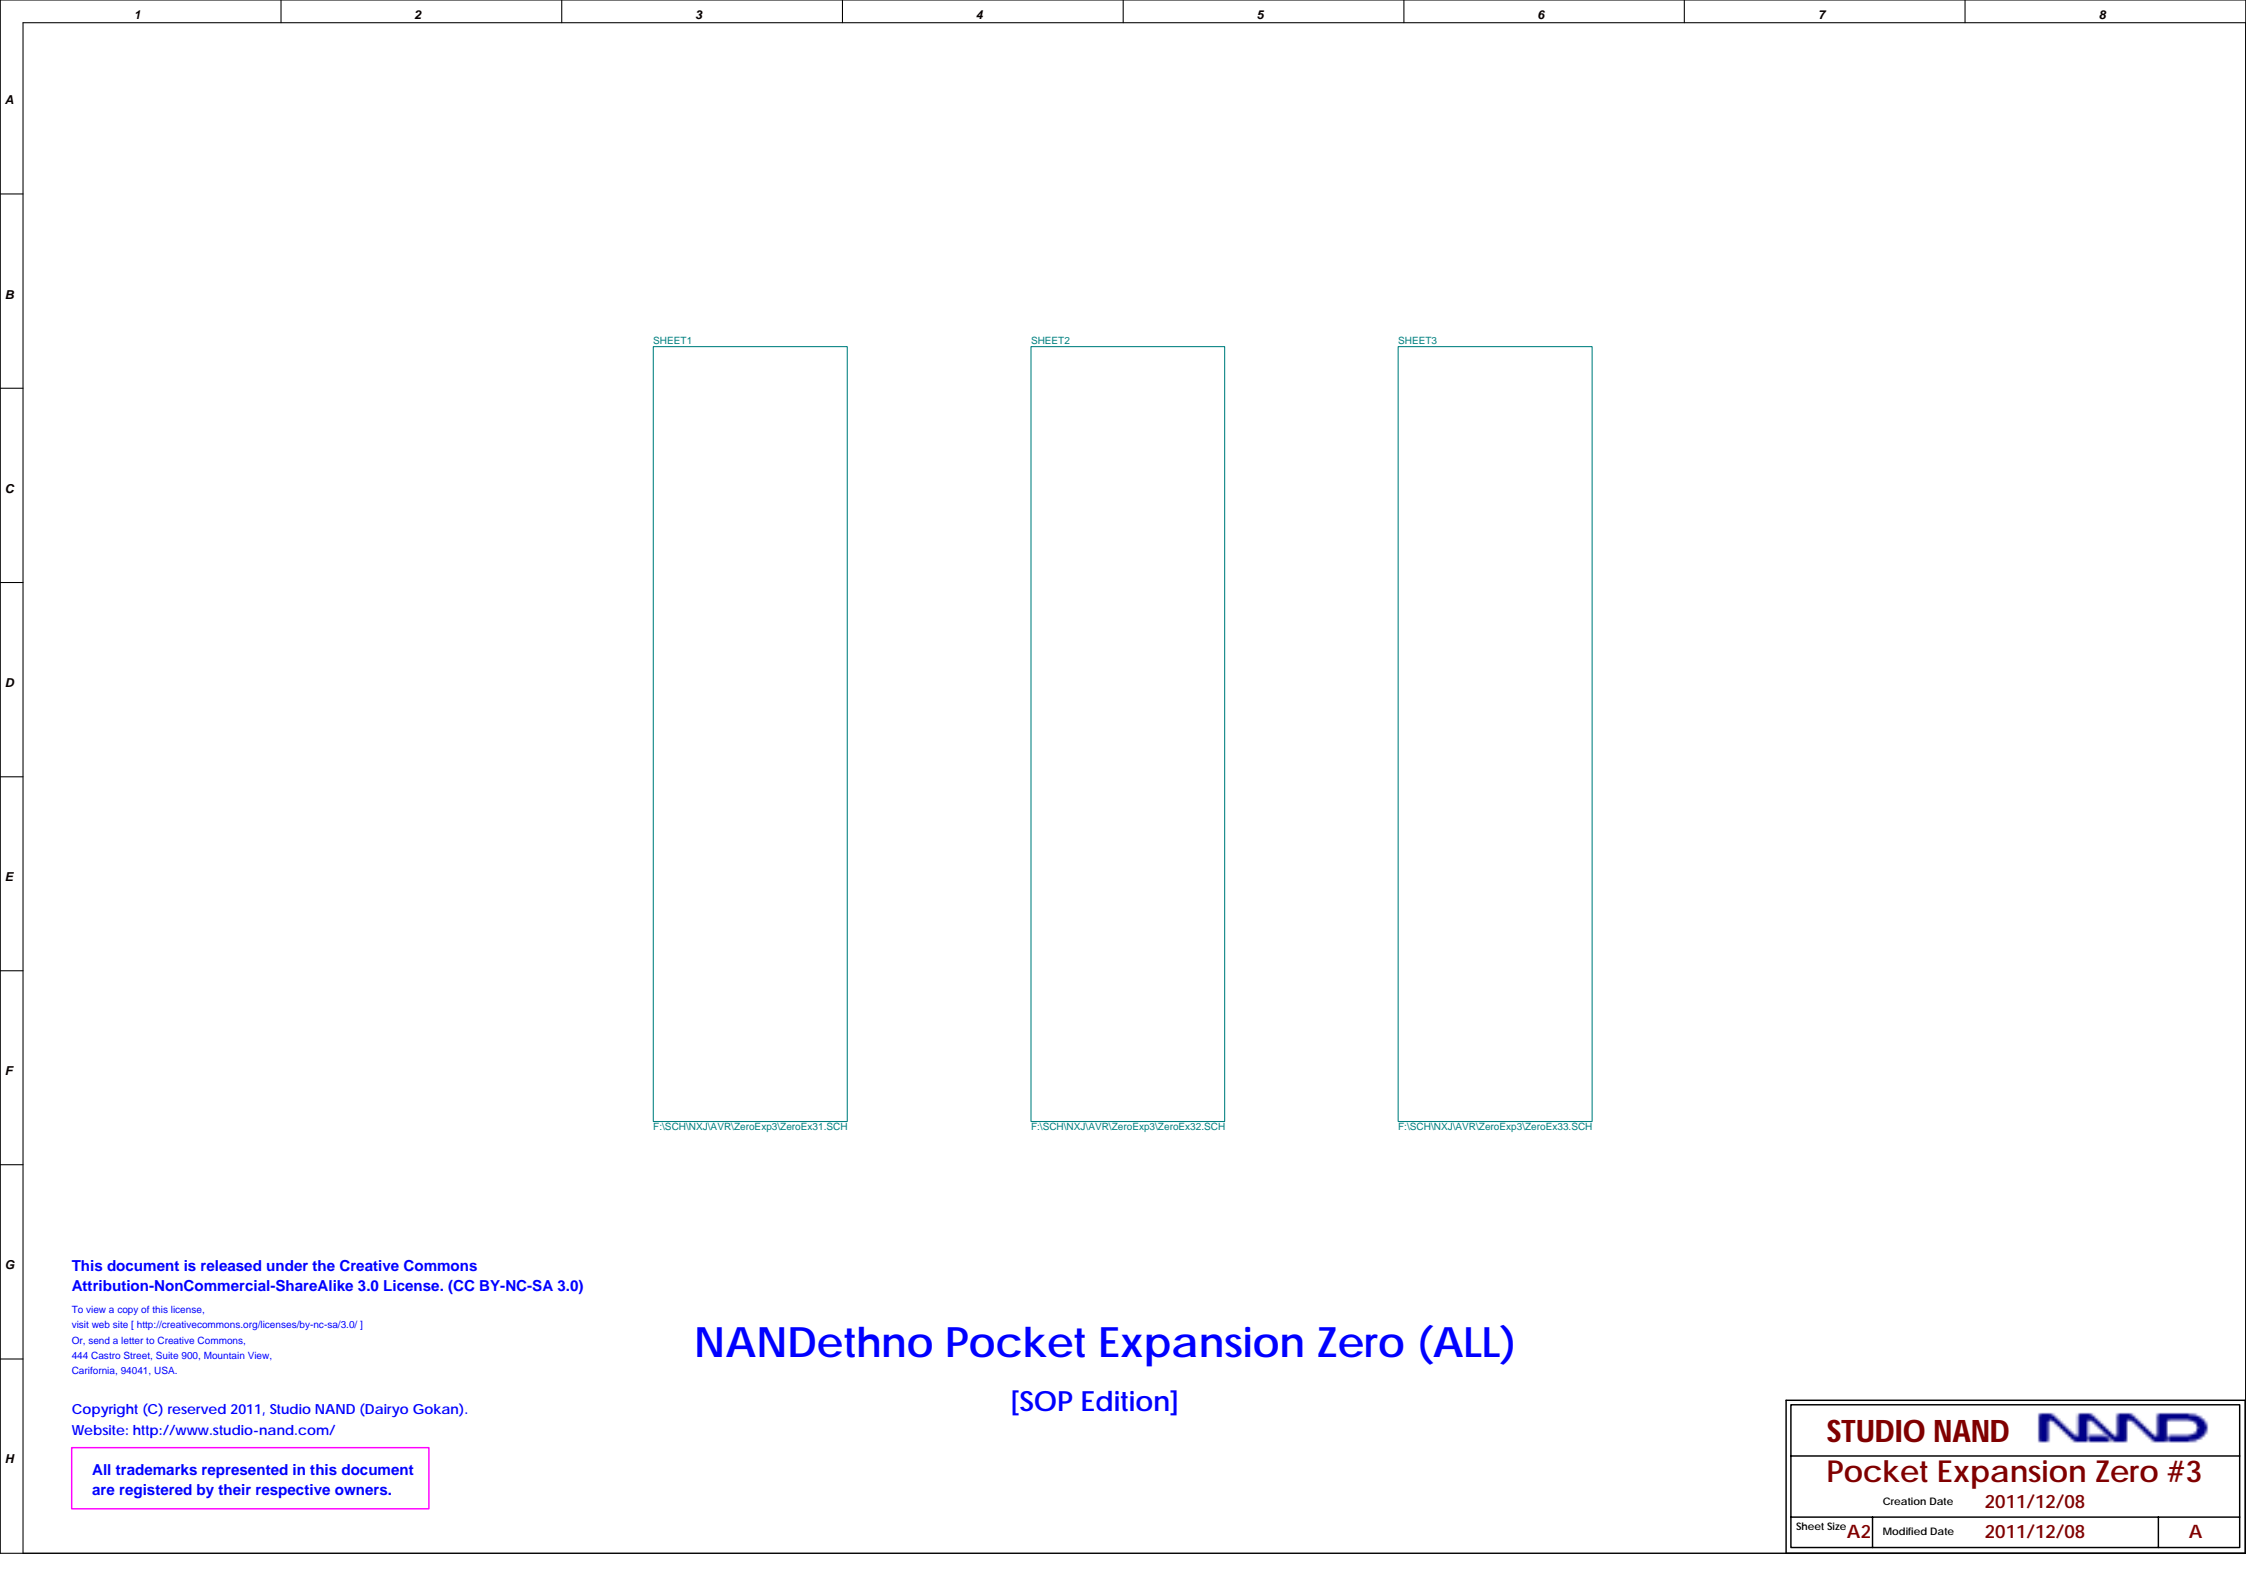 1 2 3 4 5 6 7 8
A
B
SHEET1 SHEET2 SHEET3
C
D
E
F
F:\SCH\NXJ\AVR\ZeroExp3\ZeroEx31.SCH F:\SCH\NXJ\AVR\ZeroExp3\ZeroEx32.SCH F:\SCH\NXJ\AVR\ZeroExp3\ZeroEx33.SCH
G
This document is released under the Creative Commons
Attribution-NonCommercial-ShareAlike 3.0 License. (CC BY-NC-SA 3.0)
To view a copy of this license,
visit web site [ http://creativecommons.org/licenses/by-nc-sa/3.0/ ]
Or, send a letter to Creative Commons,
444 Castro Street, Suite 900, Mountain View,
Carifornia, 94041, USA.
NANDethno Pocket Expansion Zero (ALL)
[SOP Edition]
Copyright (C) reserved 2011, Studio NAND (Dairyo Gokan).
Website: http://www.studio-nand.com/
H
All trademarks represented in this document
are registered by their respective owners.
STUDIO NAND NAND
Pocket Expansion Zero #3
Creation Date 2011/12/08
Sheet Size A2 Modified Date 2011/12/08 A